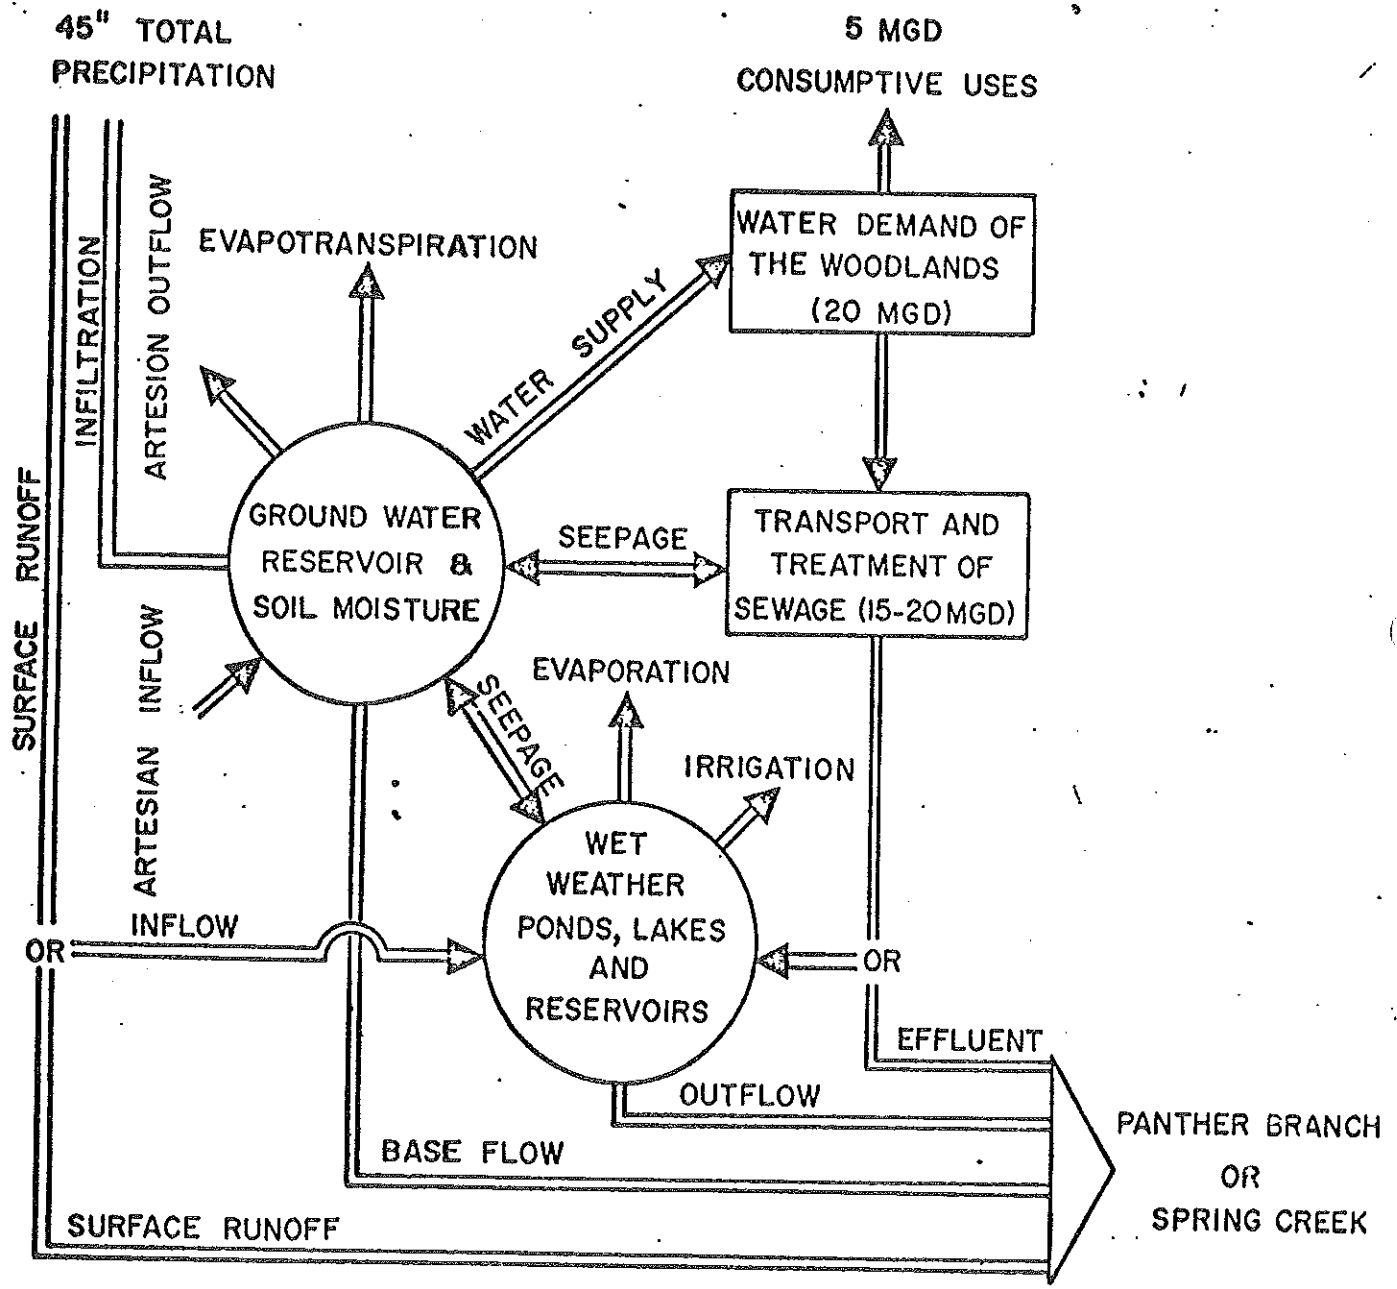 45" TOTAL
PRECIPITATION
5 MGD
CONSUMPTIVE USES
SURFACE RUNOFF
INFILTRATION
ARTESION OUTFLOW
EVAPOTRANSPIRATION
WATER SUPPLY
WATER DEMAND OF
THE WOODLANDS
(20 MGD)
GROUND WATER
RESERVOIR &
SOIL MOISTURE
SEEPAGE
TRANSPORT AND
TREATMENT OF
SEWAGE (15-20 MGD)
ARTESIAN INFLOW
SEEPAGE
EVAPORATION
IRRIGATION
WET
WEATHER
PONDS, LAKES
AND
RESERVOIRS
INFLOW
OR
OR
EFFLUENT
OUTFLOW
BASE FLOW
SURFACE RUNOFF
PANTHER BRANCH
OR
SPRING CREEK